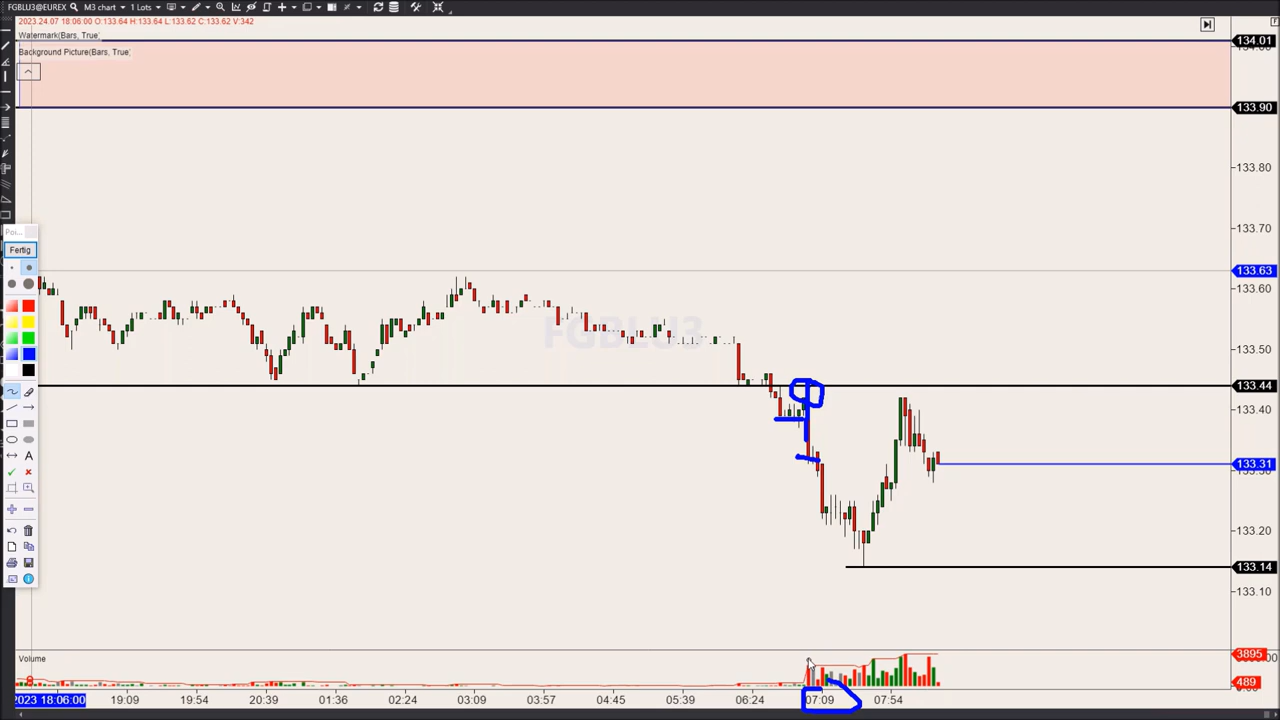 FGBLU3@EUREX M3 chart 1 Lots
2023.24.07 18:06:00 O:133.64 H:133.64 L:133.62 C:133.62 V:342
Watermark(Bars, True)
Background Picture(Bars, True)
134.01
133.90
133.80
133.70
133.63
133.60
133.50
133.44
133.40
133.31
133.20
133.14
133.10
Poi...
Fertig
A
FGBLU3
Volume
3895
489
2023 18:06:00 19:09 19:54 20:39 01:36 02:24 03:09 03:57 04:45 05:39 06:24 07:09 07:54